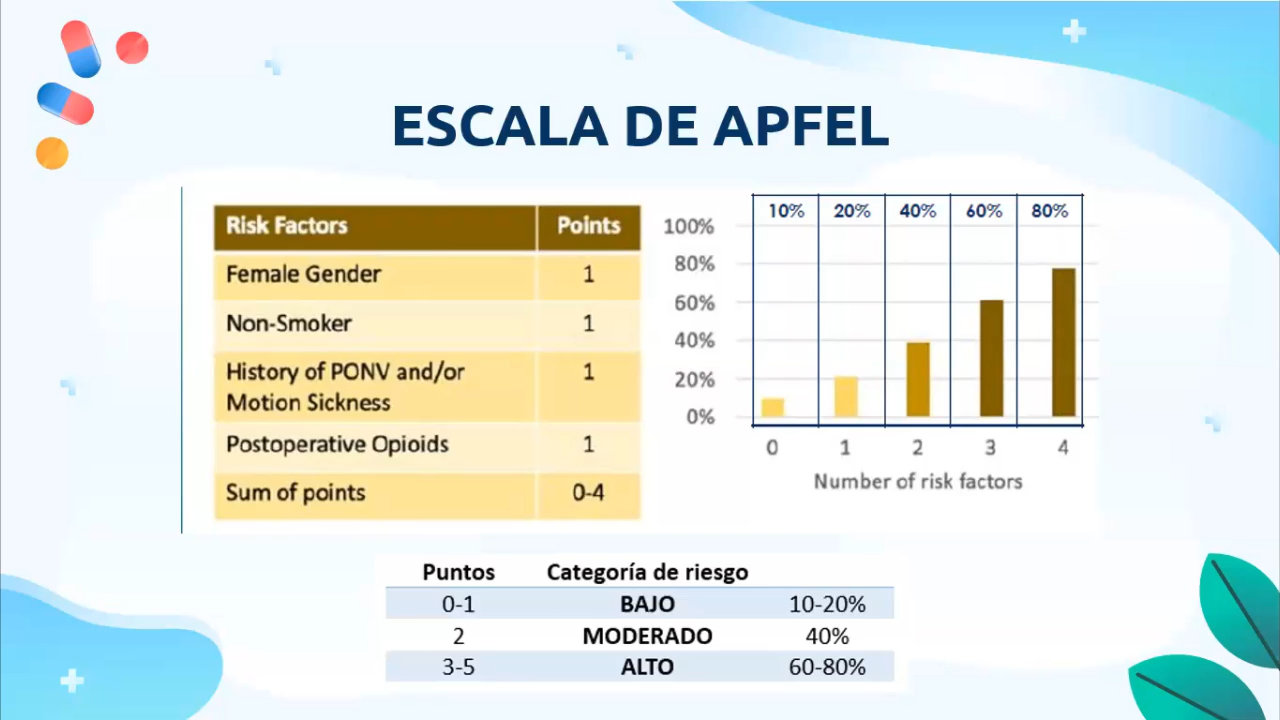 ESCALA DE APFEL
Risk Factors Points
Female Gender 1
Non-Smoker 1
History of PONV and/or 1
Motion Sickness
Postoperative Opioids 1
Sum of points 0-4
10% 20% 40% 60% 80%
100%
80%
60%
40%
20%
0%
0 1 2 3 4
Number of risk factors
Puntos Categoría de riesgo
0-1 BAJO 10-20%
2 MODERADO 40%
3-5 ALTO 60-80%